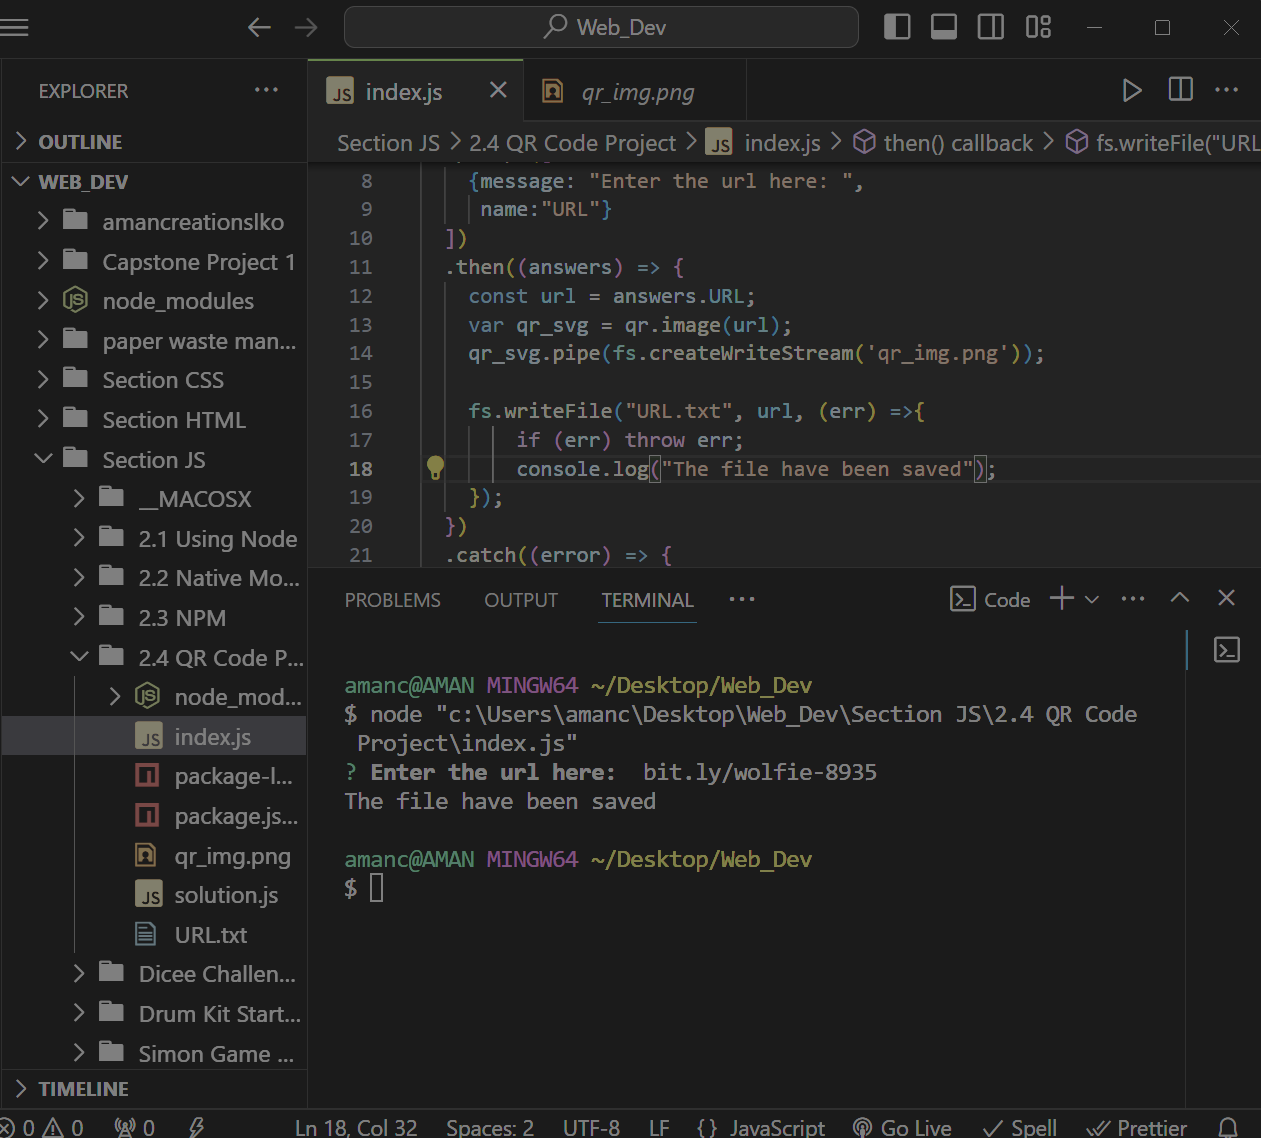 Web_Dev
EXPLORER ···
OUTLINE
WEB_DEV
amancreationslko
Capstone Project 1
node_modules
paper waste man...
Section CSS
Section HTML
Section JS
__MACOSX
2.1 Using Node
2.2 Native Mo...
2.3 NPM
2.4 QR Code P...
node_mod...
JS index.js
package-l...
package.js...
qr_img.png
JS solution.js
URL.txt
Dicee Challen...
Drum Kit Start...
Simon Game ...
TIMELINE
JS index.js
qr_img.png
Section JS > 2.4 QR Code Project > JS index.js > then() callback > fs.writeFile("URL
8 {message: "Enter the url here: ",
9 name:"URL"}
10 ])
11 .then((answers) => {
12 const url = answers.URL;
13 var qr_svg = qr.image(url);
14 qr_svg.pipe(fs.createWriteStream('qr_img.png'));
15
16 fs.writeFile("URL.txt", url, (err) =>{
17 if (err) throw err;
18 console.log("The file have been saved");
19 });
20 })
21 .catch((error) => {
PROBLEMS OUTPUT TERMINAL ··· Code
amanc@AMAN MINGW64 ~/Desktop/Web_Dev
$ node "c:\Users\amanc\Desktop\Web_Dev\Section JS\2.4 QR Code
Project\index.js"
? Enter the url here: bit.ly/wolfie-8935
The file have been saved
amanc@AMAN MINGW64 ~/Desktop/Web_Dev
$
0 0 0 Ln 18, Col 32 Spaces: 2 UTF-8 LF {} JavaScript Go Live Spell Prettier